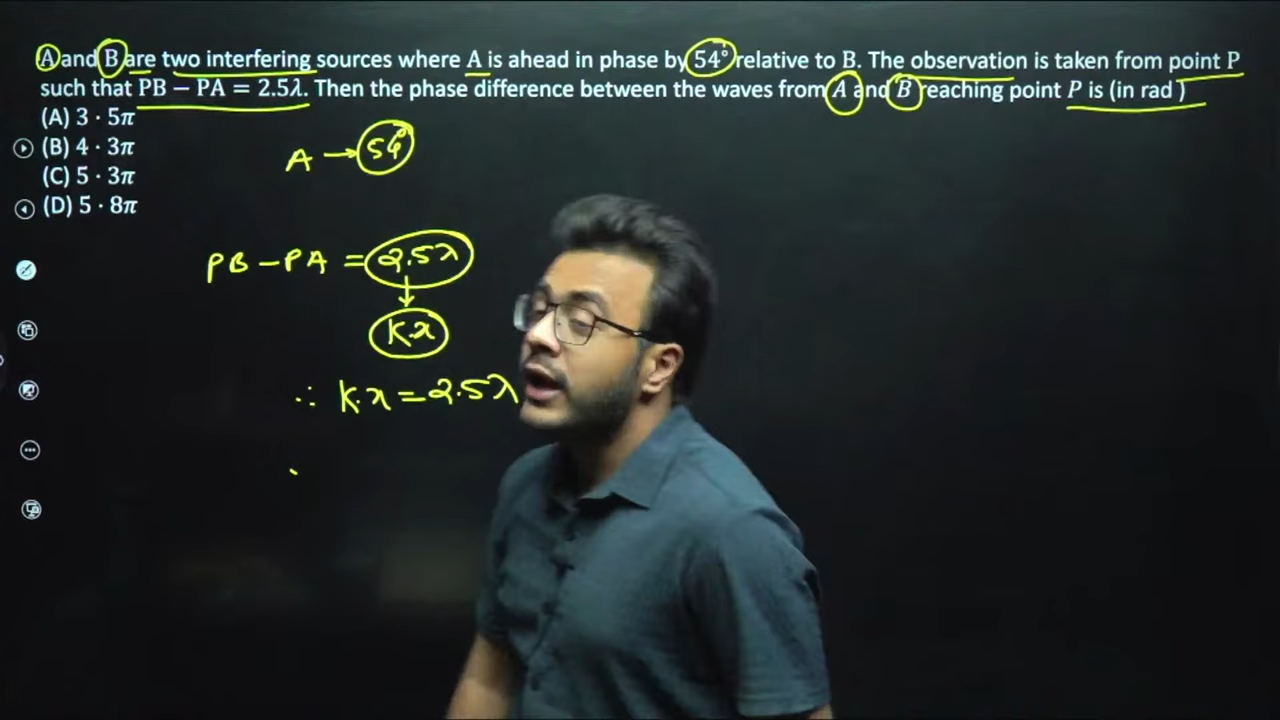 A and B are two interfering sources where A is ahead in phase by 54° relative to B. The observation is taken from point P
such that PB − PA = 2.5λ. Then the phase difference between the waves from A and B reaching point P is (in rad )
(A) 3 · 5π
(B) 4 · 3π
(C) 5 · 3π
(D) 5 · 8π
A → 54°
PB − PA = 2.5λ
↓
K.x
∴ K.x = 2.5λ